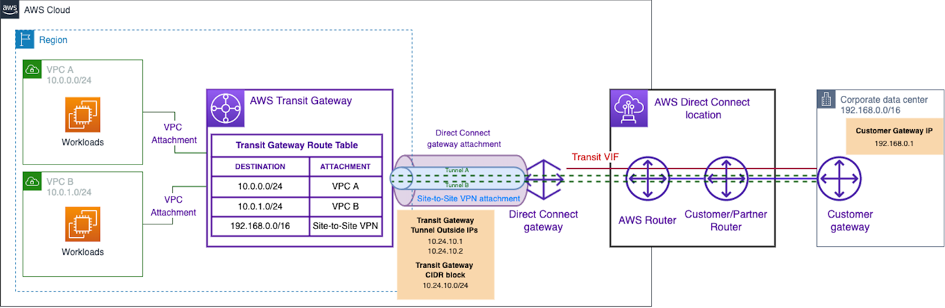 aws
AWS Cloud
Region
VPC A
10.0.0.0/24
Workloads
VPC
Attachment
VPC B
10.0.1.0/24
Workloads
VPC
Attachment
AWS Transit Gateway
Transit Gateway Route Table
DESTINATION ATTACHMENT
10.0.0.0/24 VPC A
10.0.1.0/24 VPC B
192.168.0.0/16 Site-to-Site VPN
Direct Connect
gateway attachment
Tunnel A
Tunnel B
Site-to-Site VPN attachment
Transit Gateway
Tunnel Outside IPs
10.24.10.1
10.24.10.2
Transit Gateway
CIDR block
10.24.10.0/24
Direct Connect
gateway
Transit VIF
AWS Direct Connect
location
AWS Router
Customer/Partner
Router
Corporate data center
192.168.0.0/16
Customer Gateway IP
192.168.0.1
Customer
gateway